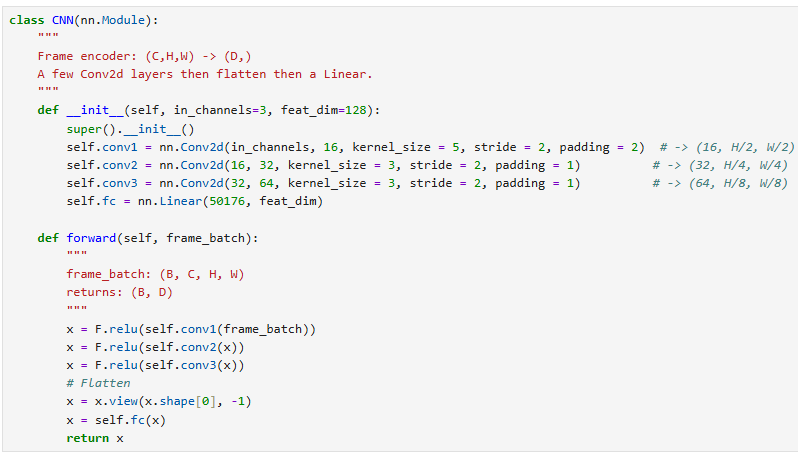 class CNN(nn.Module):
    """
    Frame encoder: (C,H,W) -> (D,)
    A few Conv2d layers then flatten then a Linear.
    """
    def __init__(self, in_channels=3, feat_dim=128):
        super().__init__()
        self.conv1 = nn.Conv2d(in_channels, 16, kernel_size = 5, stride = 2, padding = 2)  # -> (16, H/2, W/2)
        self.conv2 = nn.Conv2d(16, 32, kernel_size = 3, stride = 2, padding = 1)          # -> (32, H/4, W/4)
        self.conv3 = nn.Conv2d(32, 64, kernel_size = 3, stride = 2, padding = 1)          # -> (64, H/8, W/8)
        self.fc = nn.Linear(50176, feat_dim)

    def forward(self, frame_batch):
        """
        frame_batch: (B, C, H, W)
        returns: (B, D)
        """
        x = F.relu(self.conv1(frame_batch))
        x = F.relu(self.conv2(x))
        x = F.relu(self.conv3(x))
        # Flatten
        x = x.view(x.shape[0], -1)
        x = self.fc(x)
        return x